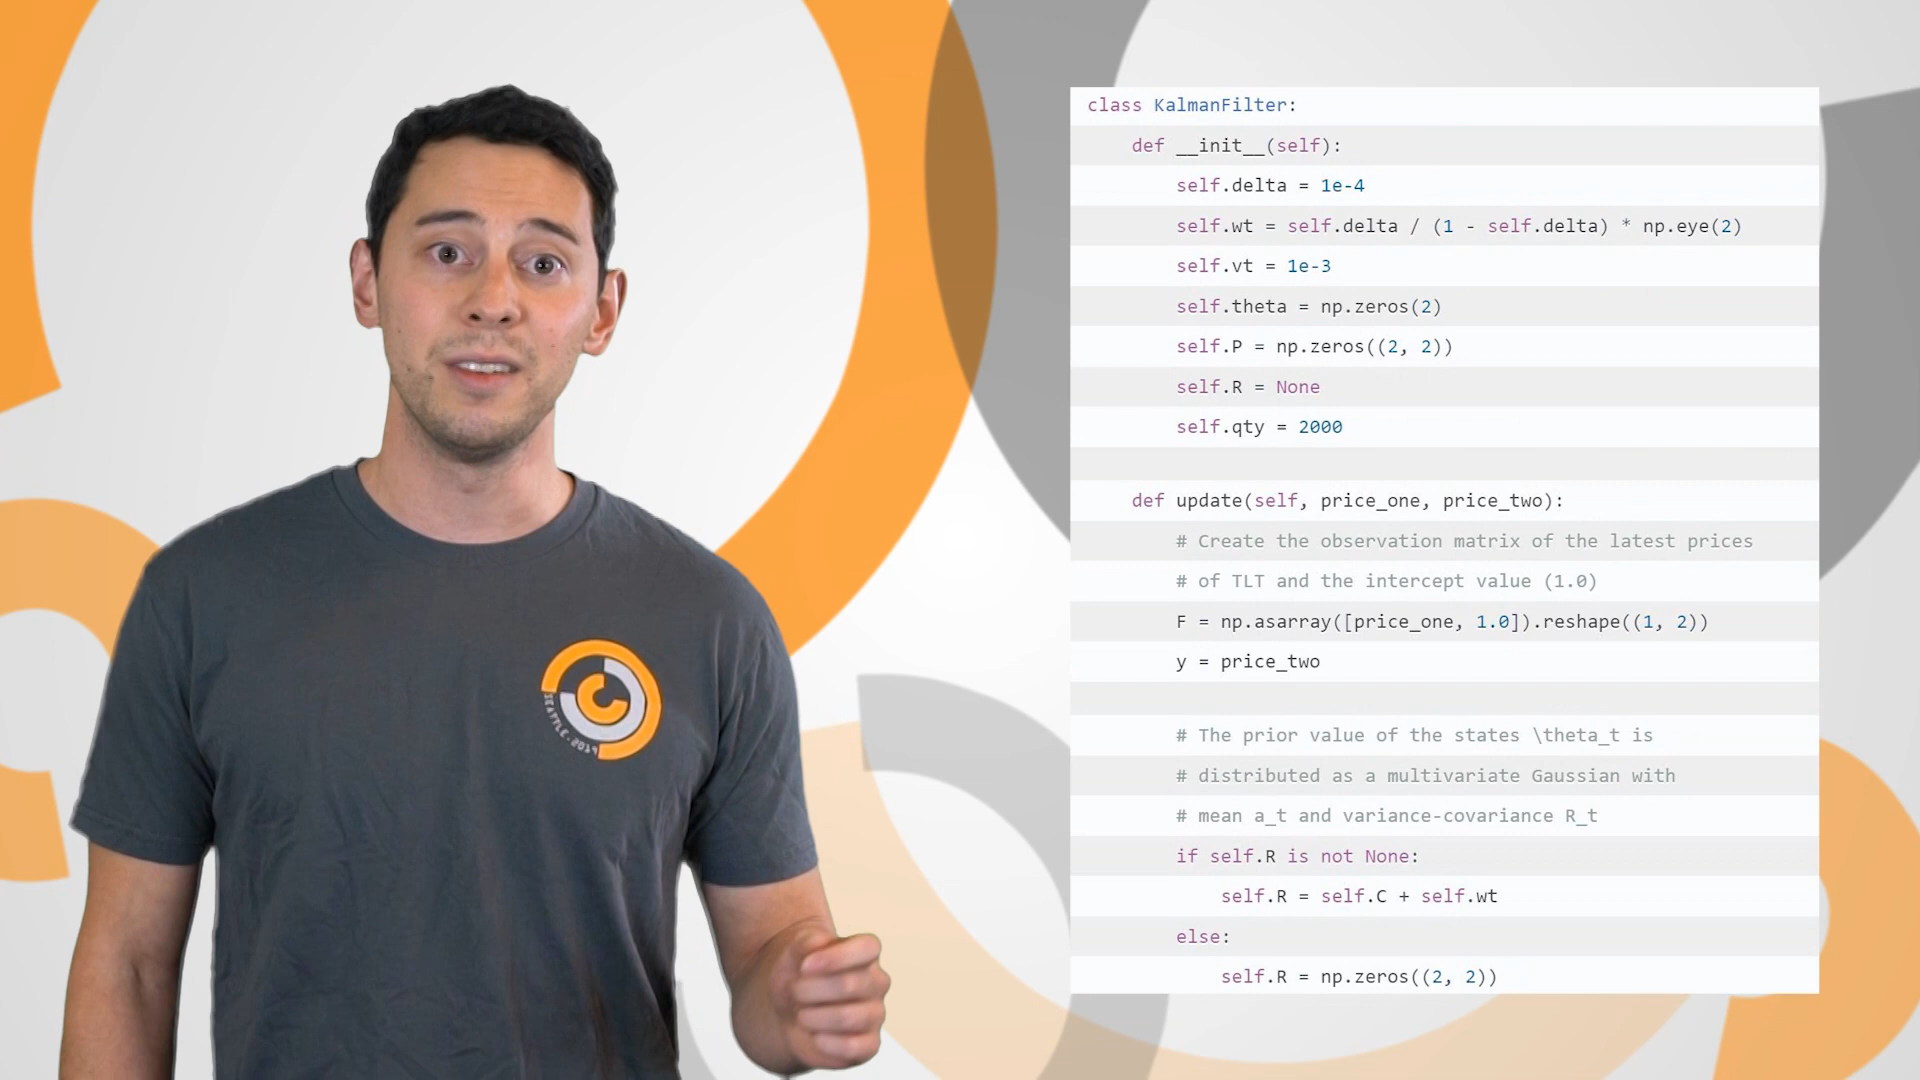 class KalmanFilter:
    def __init__(self):
        self.delta = 1e-4
        self.wt = self.delta / (1 - self.delta) * np.eye(2)
        self.vt = 1e-3
        self.theta = np.zeros(2)
        self.P = np.zeros((2, 2))
        self.R = None
        self.qty = 2000
    def update(self, price_one, price_two):
        # Create the observation matrix of the latest prices
        # of TLT and the intercept value (1.0)
        F = np.asarray([price_one, 1.0]).reshape((1, 2))
        y = price_two
        # The prior value of the states \theta_t is
        # distributed as a multivariate Gaussian with
        # mean a_t and variance-covariance R_t
        if self.R is not None:
            self.R = self.C + self.wt
        else:
            self.R = np.zeros((2, 2))
SEATTLE.2019